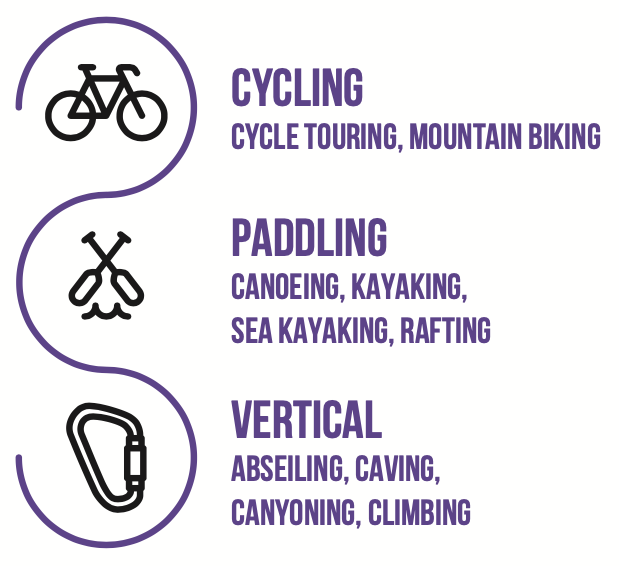 CYCLING
CYCLE TOURING, MOUNTAIN BIKING
PADDLING
CANOEING, KAYAKING,
SEA KAYAKING, RAFTING
VERTICAL
ABSEILING, CAVING,
CANYONING, CLIMBING